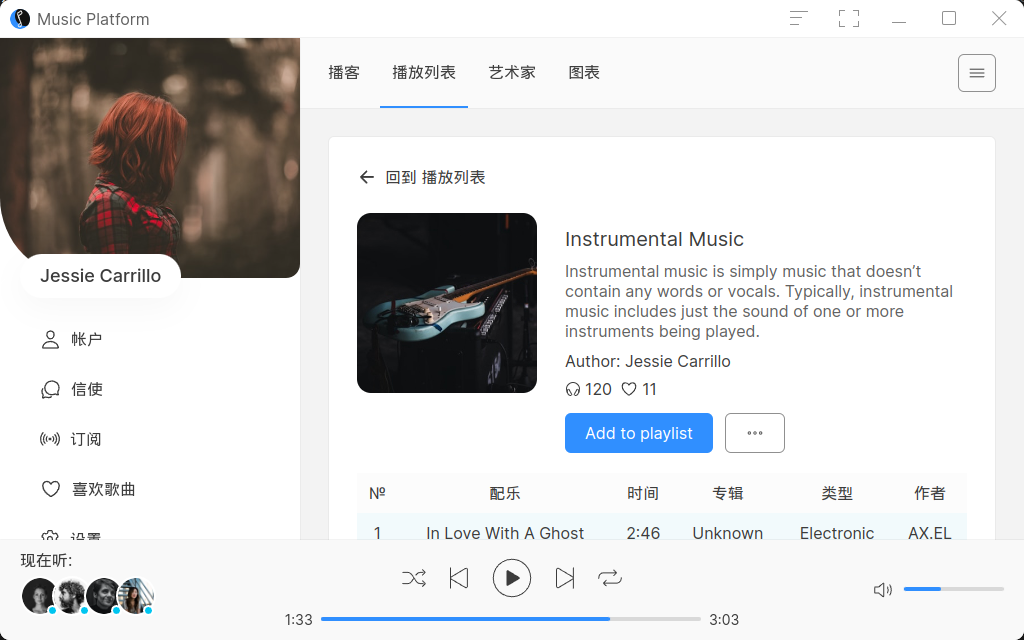 Music Platform
播客
播放列表
艺术家
图表
回到 播放列表
Jessie Carrillo
帐户
信使
订阅
喜欢歌曲
设置
Instrumental Music
Instrumental music is simply music that doesn’t
contain any words or vocals. Typically, instrumental
music includes just the sound of one or more
instruments being played.
Author: Jessie Carrillo
120 11
Add to playlist
№ 配乐 时间 专辑 类型 作者
1 In Love With A Ghost 2:46 Unknown Electronic AX.EL
现在听:
1:33
3:03